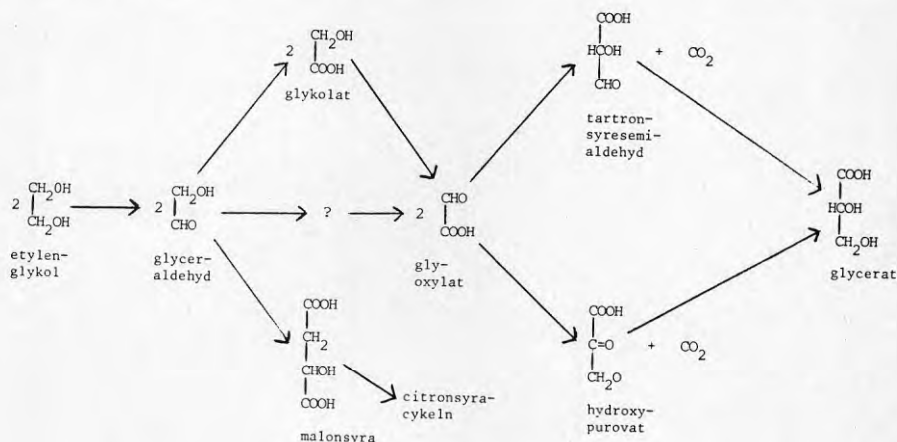 2 CH2OH
CH2OH
etylen-
glykol
2 CH2OH
CHO
glycer-
aldehyd
2 CH2OH
COOH
glykolat
?
COOH
CH2
CHOH
COOH
malonsyra
citronsyra-
cykeln
2 CHO
COOH
gly-
oxylat
COOH
HCOH
CHO
+ CO2
tartron-
syresemi-
aldehyd
COOH
C=O
CH2O
+ CO2
hydroxy-
purovat
COOH
HCOH
CH2OH
glycerat